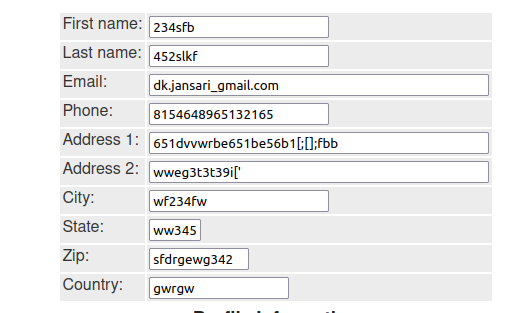 First name: 234sfb
Last name: 452slkf
Email: dk.jansari_gmail.com
Phone: 8154648965132165
Address 1: 651dvvwrbe651be56b1[;[];fbb
Address 2: wweg3t3t39i['
City: wf234fw
State: ww345
Zip: sfdrgewg342
Country: gwrgw